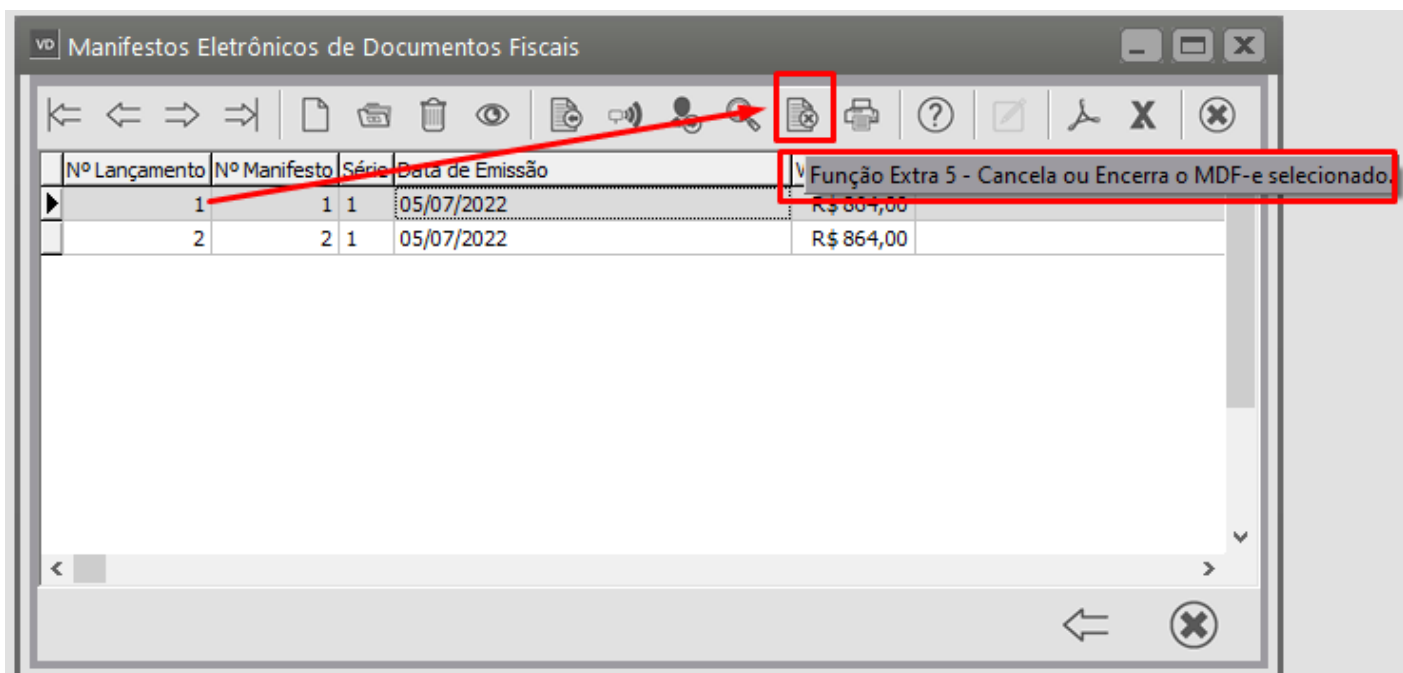 VD Manifestos Eletrônicos de Documentos Fiscais
Nº Lançamento Nº Manifesto Série Data de Emissão V
Função Extra 5 - Cancela ou Encerra o MDF-e selecionado.
1 1 1 05/07/2022 R$ 864,00
2 2 1 05/07/2022 R$ 864,00